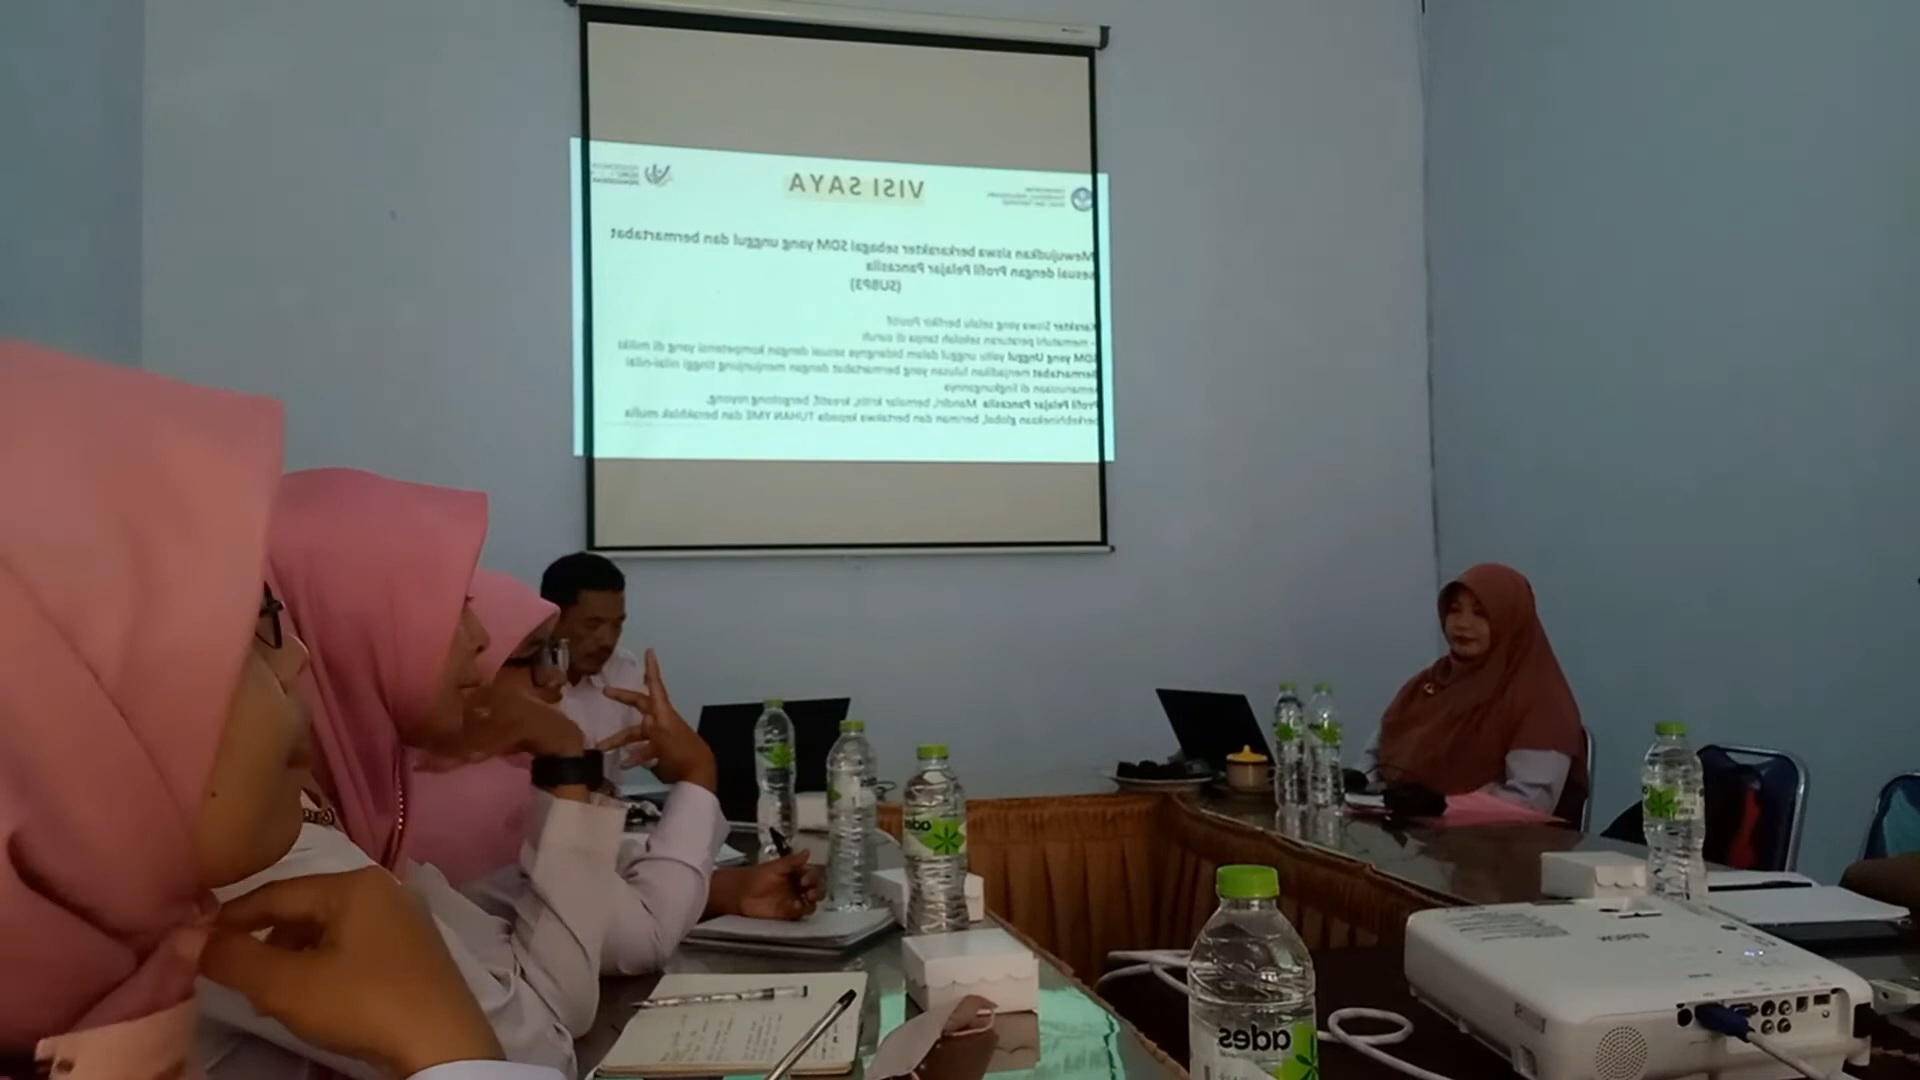 VISI SAYA
Mewujudkan siswa berkarakter sebagai SDM yang unggul dan bermartabat
sesuai dengan Profil Pelajar Pancasila
(SUBP3)
Karakter Siswa yang selalu berfikir Positif
- mematuhi peraturan sekolah tanpa di suruh
SDM yang Unggul yaitu unggul dalam bidangnya sesuai dengan kompetensi yang di miliki
Bermartabat menjadikan lulusan yang bermartabat dengan menjunjung tinggi nilai-nilai
kemanusiaan di lingkungannya
Profil Pelajar Pancasila Mandiri, bernalar kritis, kreatif, bergotong royong,
berkebhinekaan global, beriman dan bertakwa kepada TUHAN YME dan berakhlak mulia
ades
ades